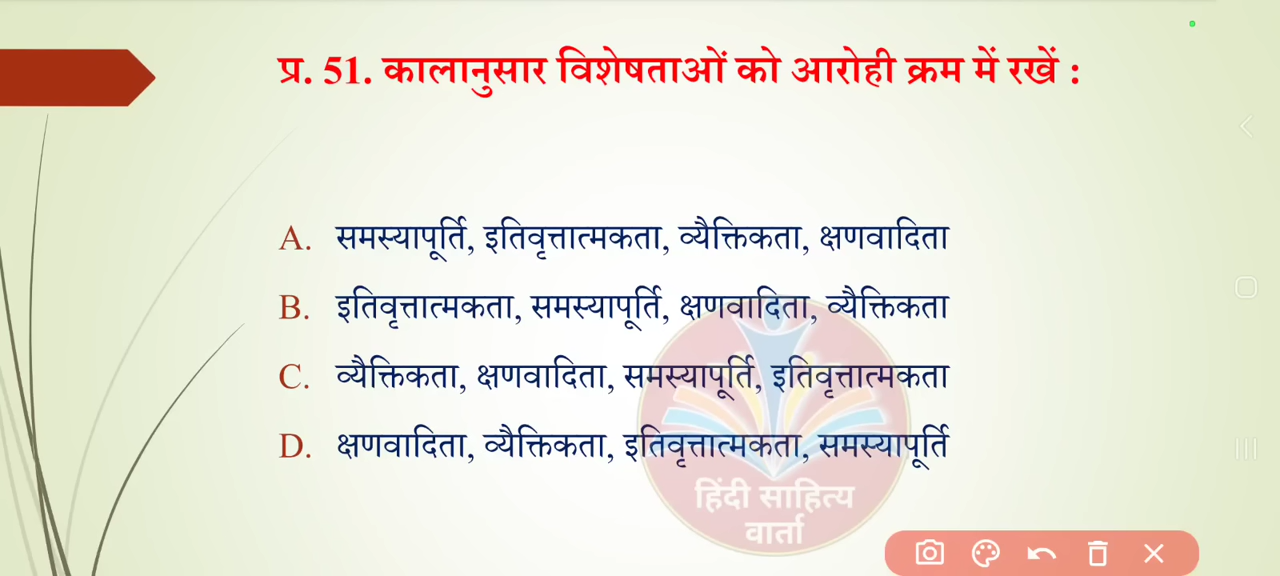 प्र. 51. कालानुसार विशेषताओं को आरोही क्रम में रखें :
A. समस्यापूर्ति, इतिवृत्तात्मकता, व्यैक्तिकता, क्षणवादिता
B. इतिवृत्तात्मकता, समस्यापूर्ति, क्षणवादिता, व्यैक्तिकता
C. व्यैक्तिकता, क्षणवादिता, समस्यापूर्ति, इतिवृत्तात्मकता
D. क्षणवादिता, व्यैक्तिकता, इतिवृत्तात्मकता, समस्यापूर्ति
हिंदी साहित्य
वार्ता